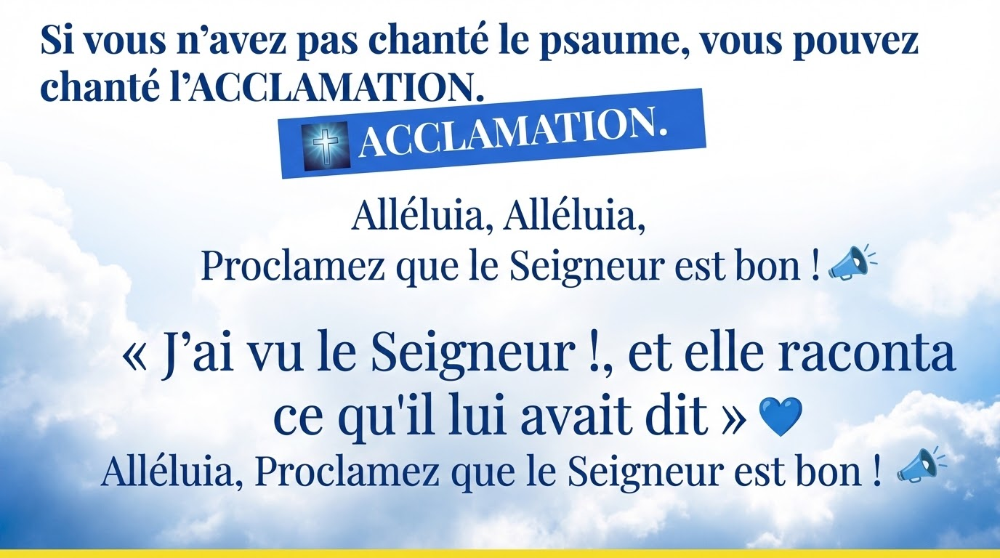 Si vous n’avez pas chanté le psaume, vous pouvez
chanté l’ACCLAMATION.
ACCLAMATION.
Alléluia, Alléluia,
Proclamez que le Seigneur est bon !
« J’ai vu le Seigneur !, et elle raconta
ce qu'il lui avait dit »
Alléluia, Proclamez que le Seigneur est bon !